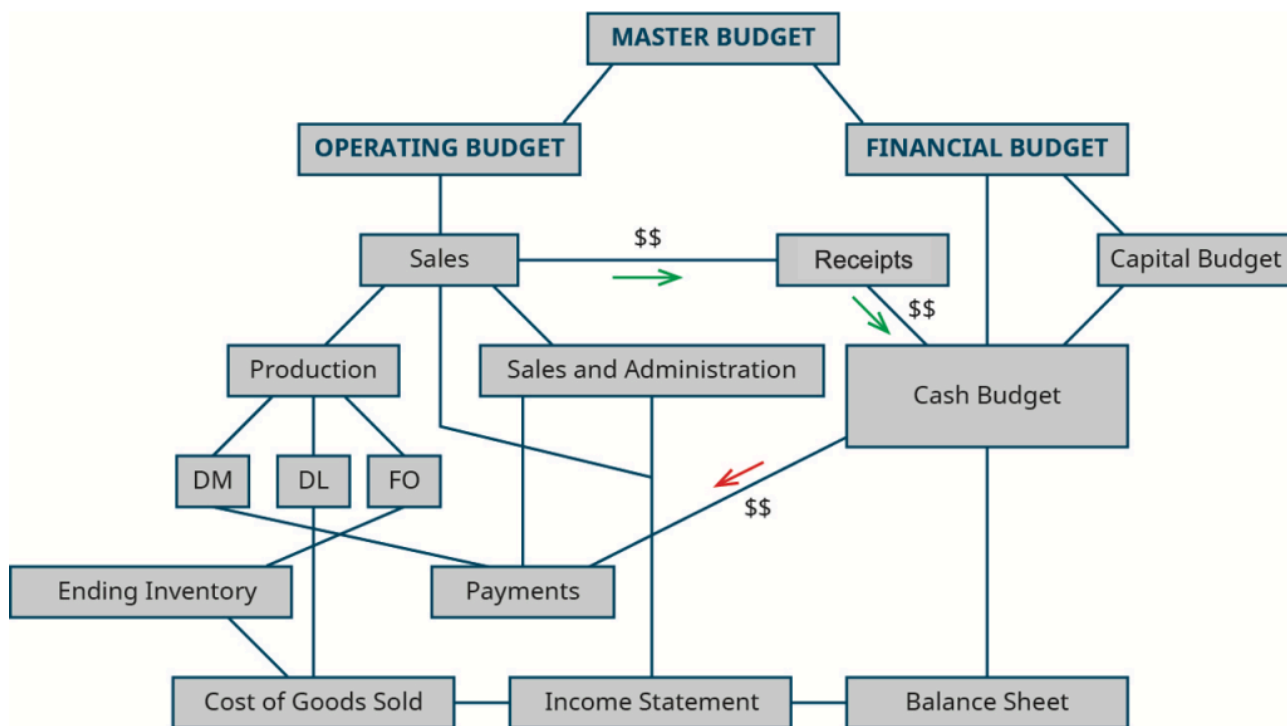 MASTER BUDGET
OPERATING BUDGET
FINANCIAL BUDGET
$$
Sales
Receipts
Capital Budget
$$
Production
Sales and Administration
Cash Budget
DM
DL
FO
$$
Ending Inventory
Payments
Cost of Goods Sold
Income Statement
Balance Sheet